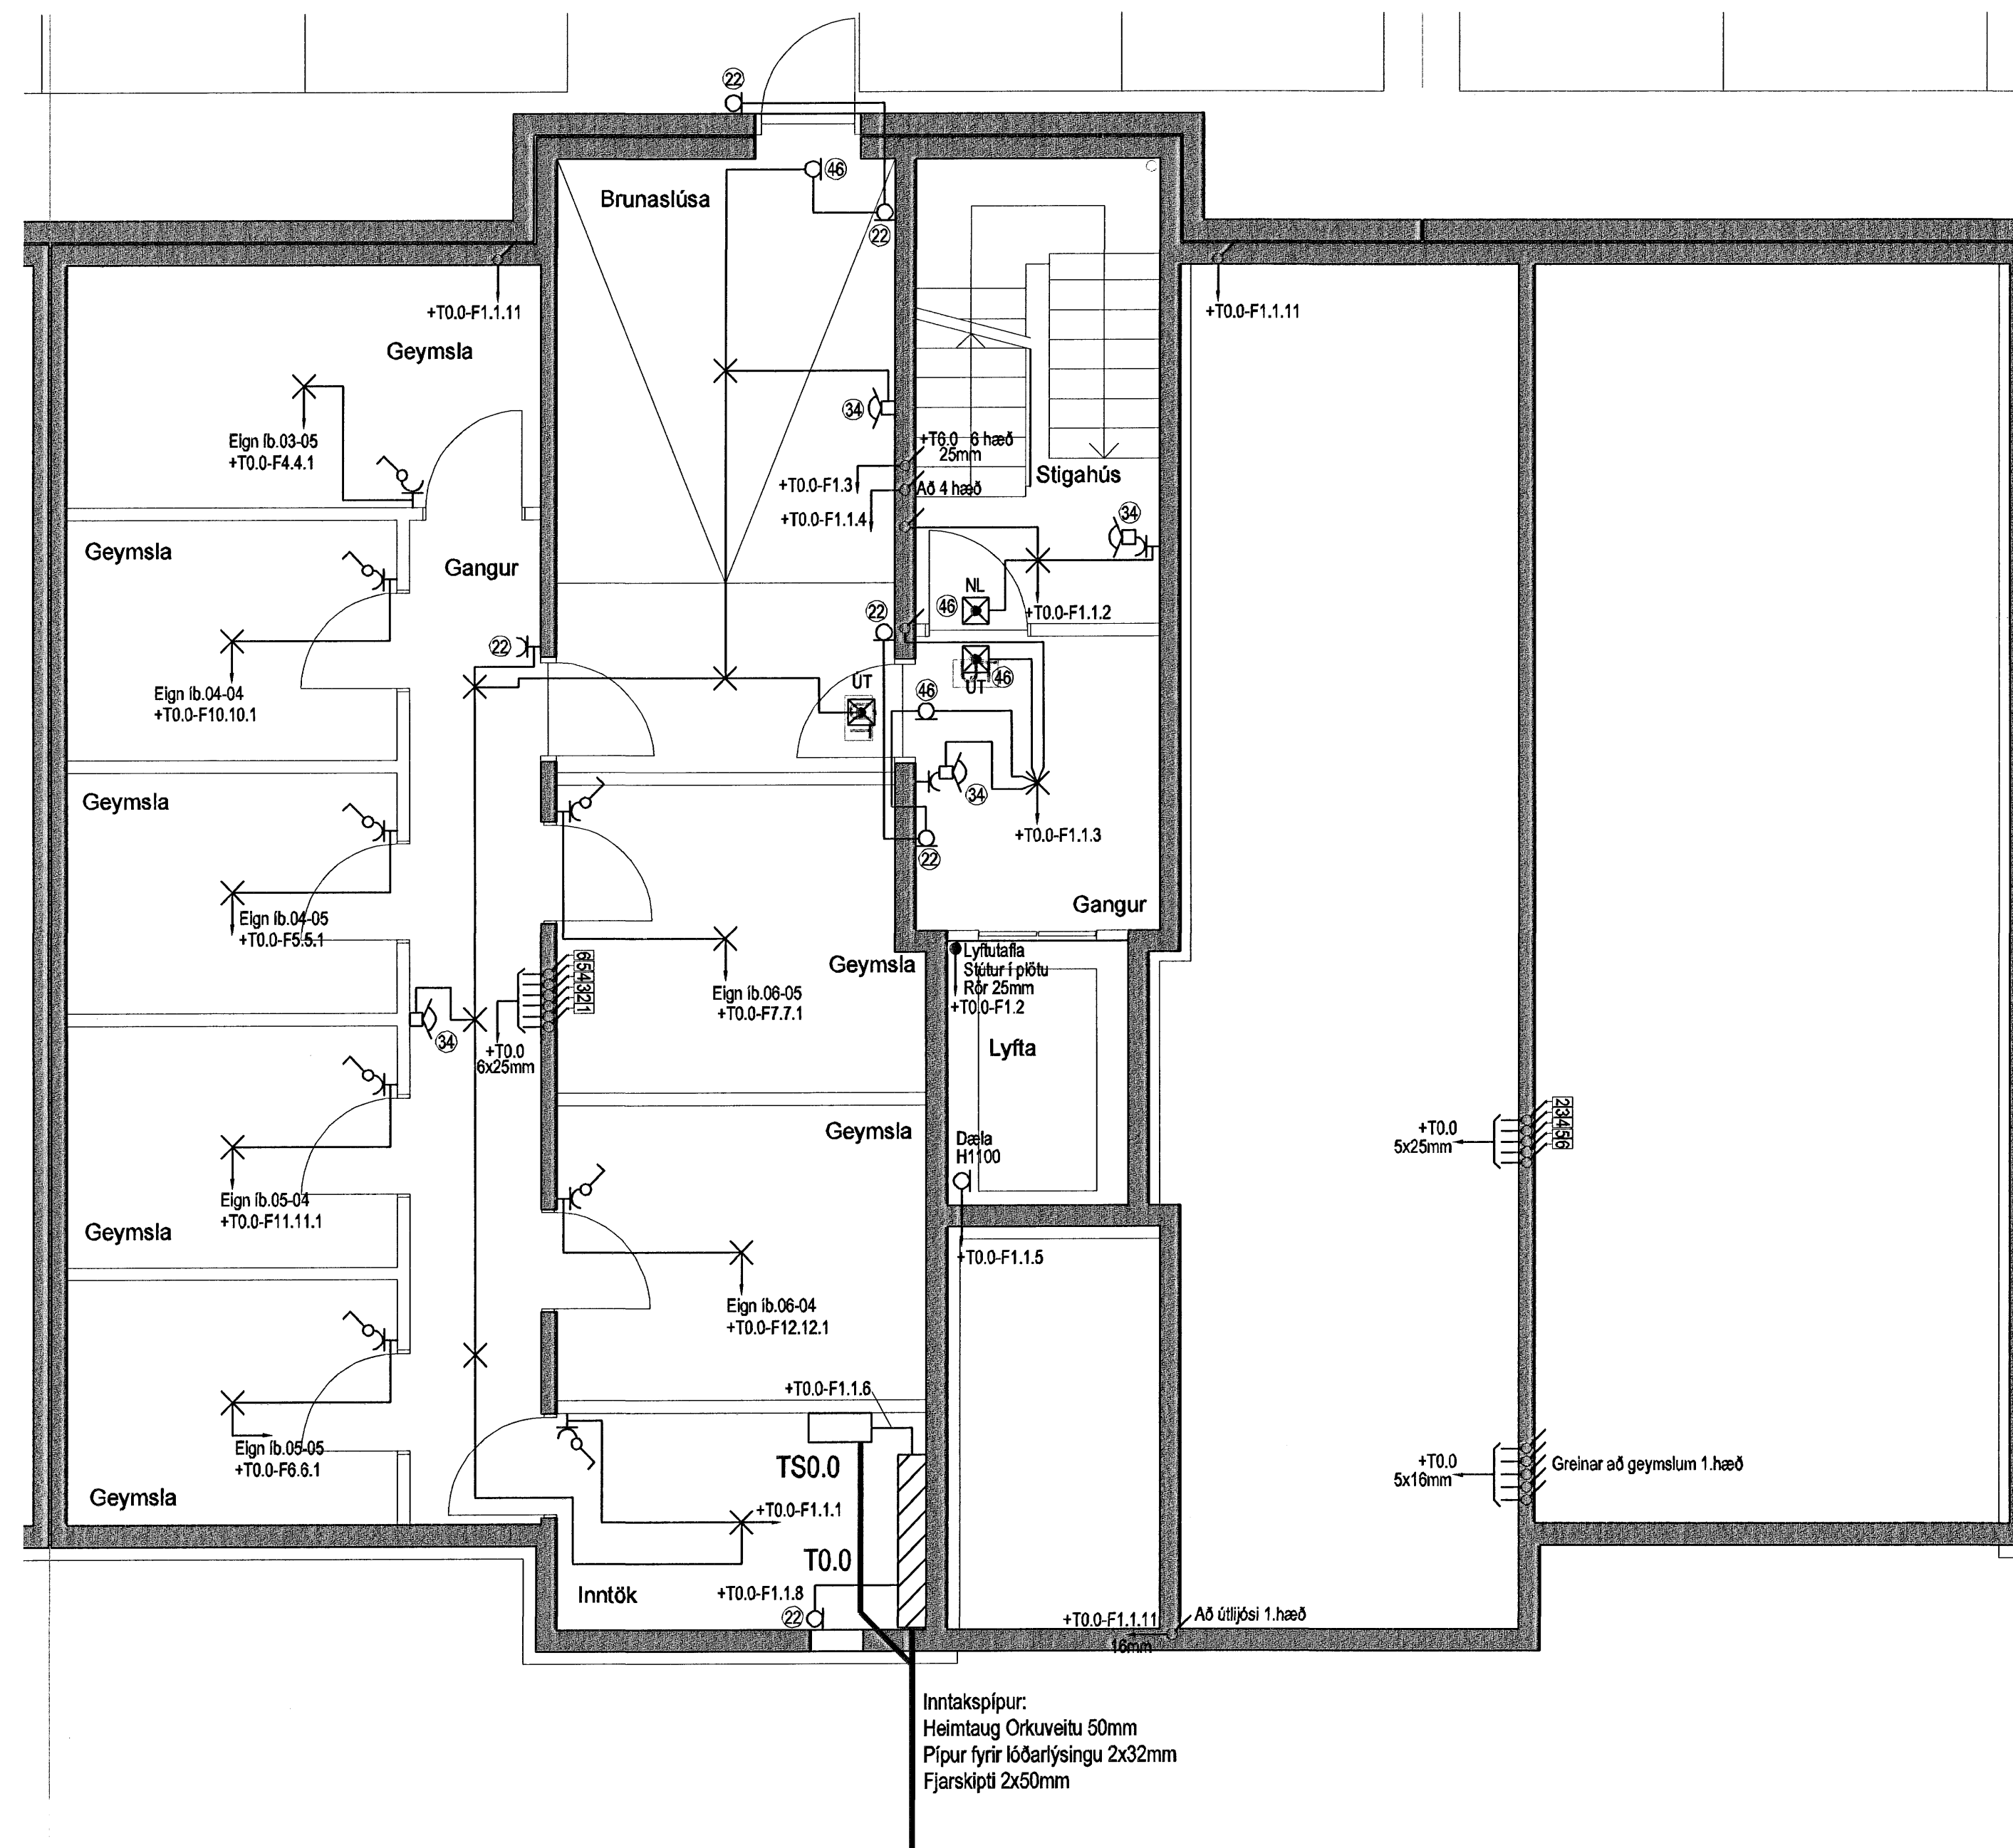 22
46
Brunaslúsa
22
+T0.0-F1.1.11
+T0.0-F1.1.11
Geymsla
34
Eign íb.03-05
+T0.0-F4.4.1
+T6.0 6 hæð
25mm
Stigahús
+T0.0-F1.3
Að 4 hæð
+T0.0-F1.1.4
34
Geymsla
Gangur
NL
46
+T0.0-F1.1.2
22
22
Eign íb.04-04
+T0.0-F10.10.1
ÚT
ÚT
46
46
Geymsla
34
+T0.0-F1.1.3
22
Eign íb.04-05
+T0.0-F5.5.1
Gangur
Lyftutafla
Stútur í plötu
Rör 25mm
+T0.0-F1.2
Geymsla
654321
Eign íb.06-05
+T0.0-F7.7.1
34
+T0.0
6x25mm
Lyfta
Geymsla
Dæla
H1100
+T0.0
5x25mm
23456
Eign íb.05-04
+T0.0-F11.11.1
Geymsla
+T0.0-F1.1.5
Eign íb.06-04
+T0.0-F12.12.1
+T0.0-F1.1.6
Eign íb.05-05
+T0.0-F6.6.1
Geymsla
TS0.0
+T0.0-F1.1.1
+T0.0
5x16mm
Greinar að geymslum 1.hæð
T0.0
Inntök
+T0.0-F1.1.8
22
+T0.0-F1.1.11
Að útlijósi 1.hæð
16mm
Inntakspípur:
Heimtaug Orkuveitu 50mm
Pípur fyrir lóðarlýsingu 2x32mm
Fjarskipti 2x50mm